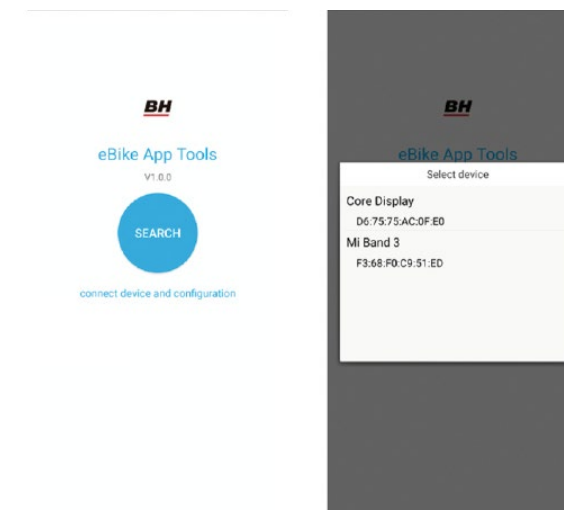 BH
eBike App Tools
V1.0.0
SEARCH
connect device and configuration
BH
eBike App Tools
Select device
Core Display
D6:75:75:AC:0F:E0
Mi Band 3
F3:68:F0:C9:51:ED